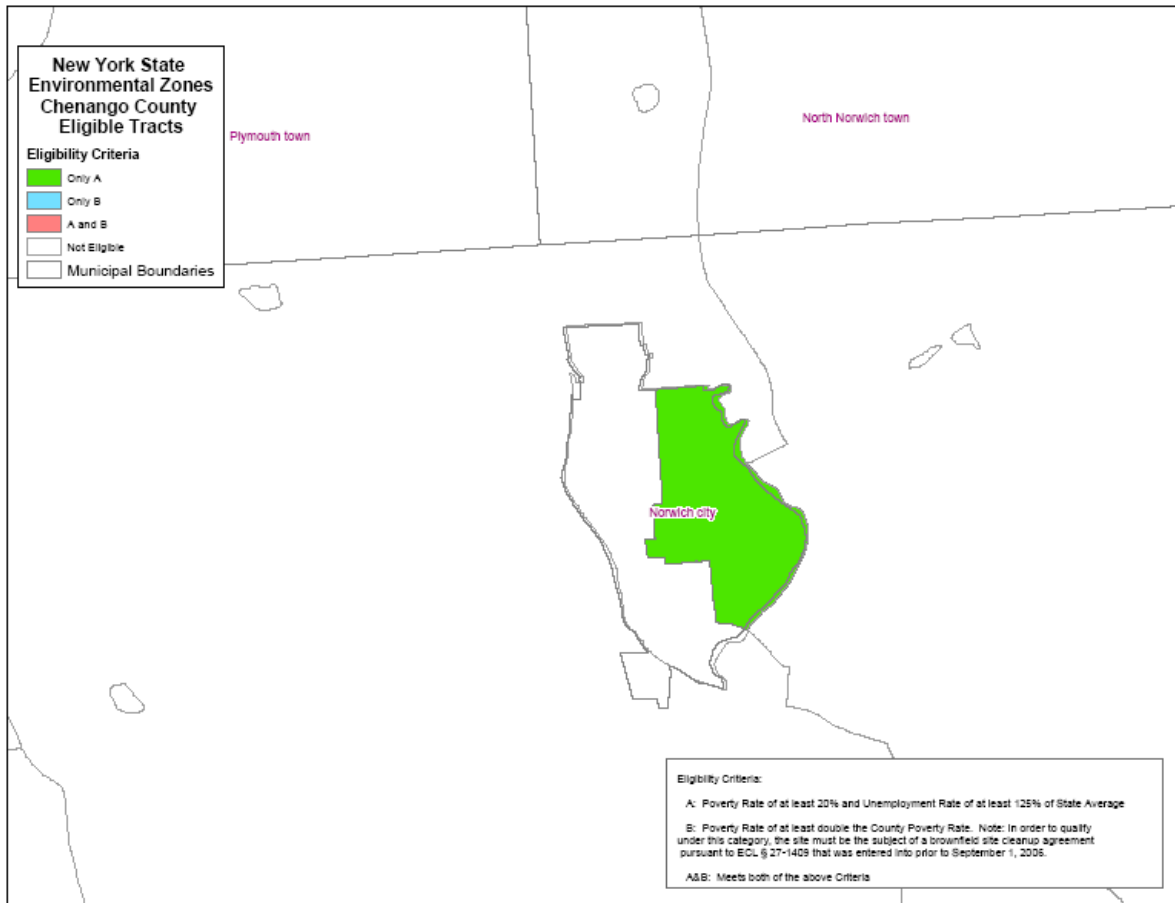 New York State
Environmental Zones
Chenango County
Eligible Tracts
Eligibility Criteria
Only A
Only B
A and B
Not Eligible
Municipal Boundaries
Plymouth town
North Norwich town
Norwich city
Eligibility Criteria:
A: Poverty Rate of at least 20% and Unemployment Rate of at least 125% of State Average
B: Poverty Rate of at least double the County Poverty Rate. Note: In order to qualify
under this category, the site must be the subject of a brownfield site cleanup agreement
pursuant to ECL § 27-1409 that was entered into prior to September 1, 2006.
A&B: Meets both of the above Criteria